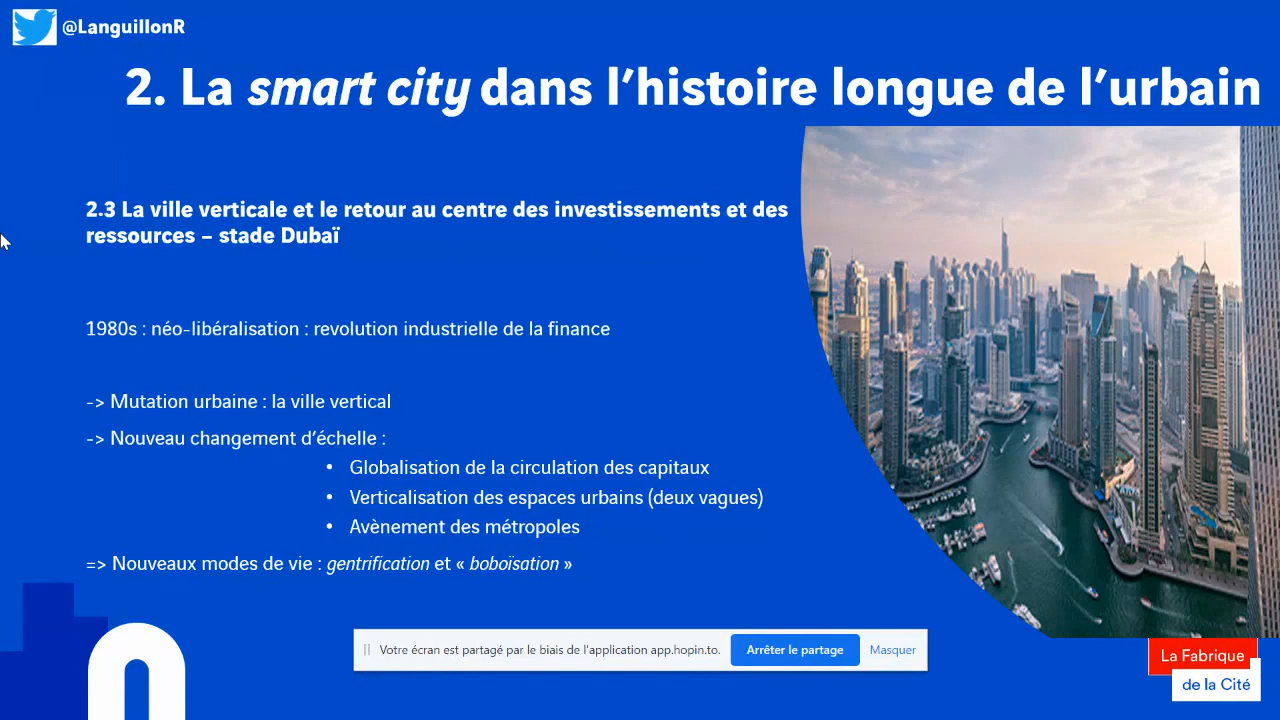 @LanguillonR
2. La smart city dans l'histoire longue de l'urbain
2.3 La ville verticale et le retour au centre des investissements et des
ressources – stade Dubaï
1980s : néo-libéralisation : revolution industrielle de la finance
-> Mutation urbaine : la ville vertical
-> Nouveau changement d'échelle :
• Globalisation de la circulation des capitaux
• Verticalisation des espaces urbains (deux vagues)
• Avènement des métropoles
=> Nouveaux modes de vie : gentrification et « boboïsation »
Votre écran est partagé par le biais de l'application app.hopin.to.
Arrêter le partage
Masquer
La Fabrique
de la Cité